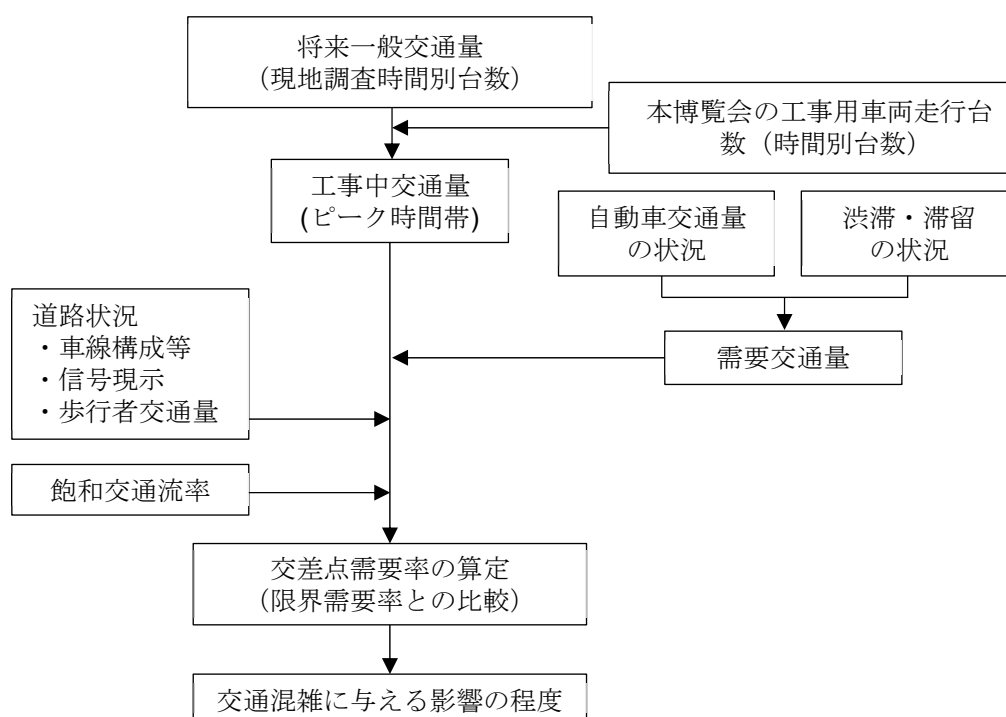 将来一般交通量
（現地調査時間別台数）
本博覧会の工事用車両走行台
数（時間別台数）
工事中交通量
(ピーク時間帯)
自動車交通量
の状況
渋滞・滞留
の状況
道路状況
・車線構成等
・信号現示
・歩行者交通量
需要交通量
飽和交通流率
交差点需要率の算定
（限界需要率との比較）
交通混雑に与える影響の程度